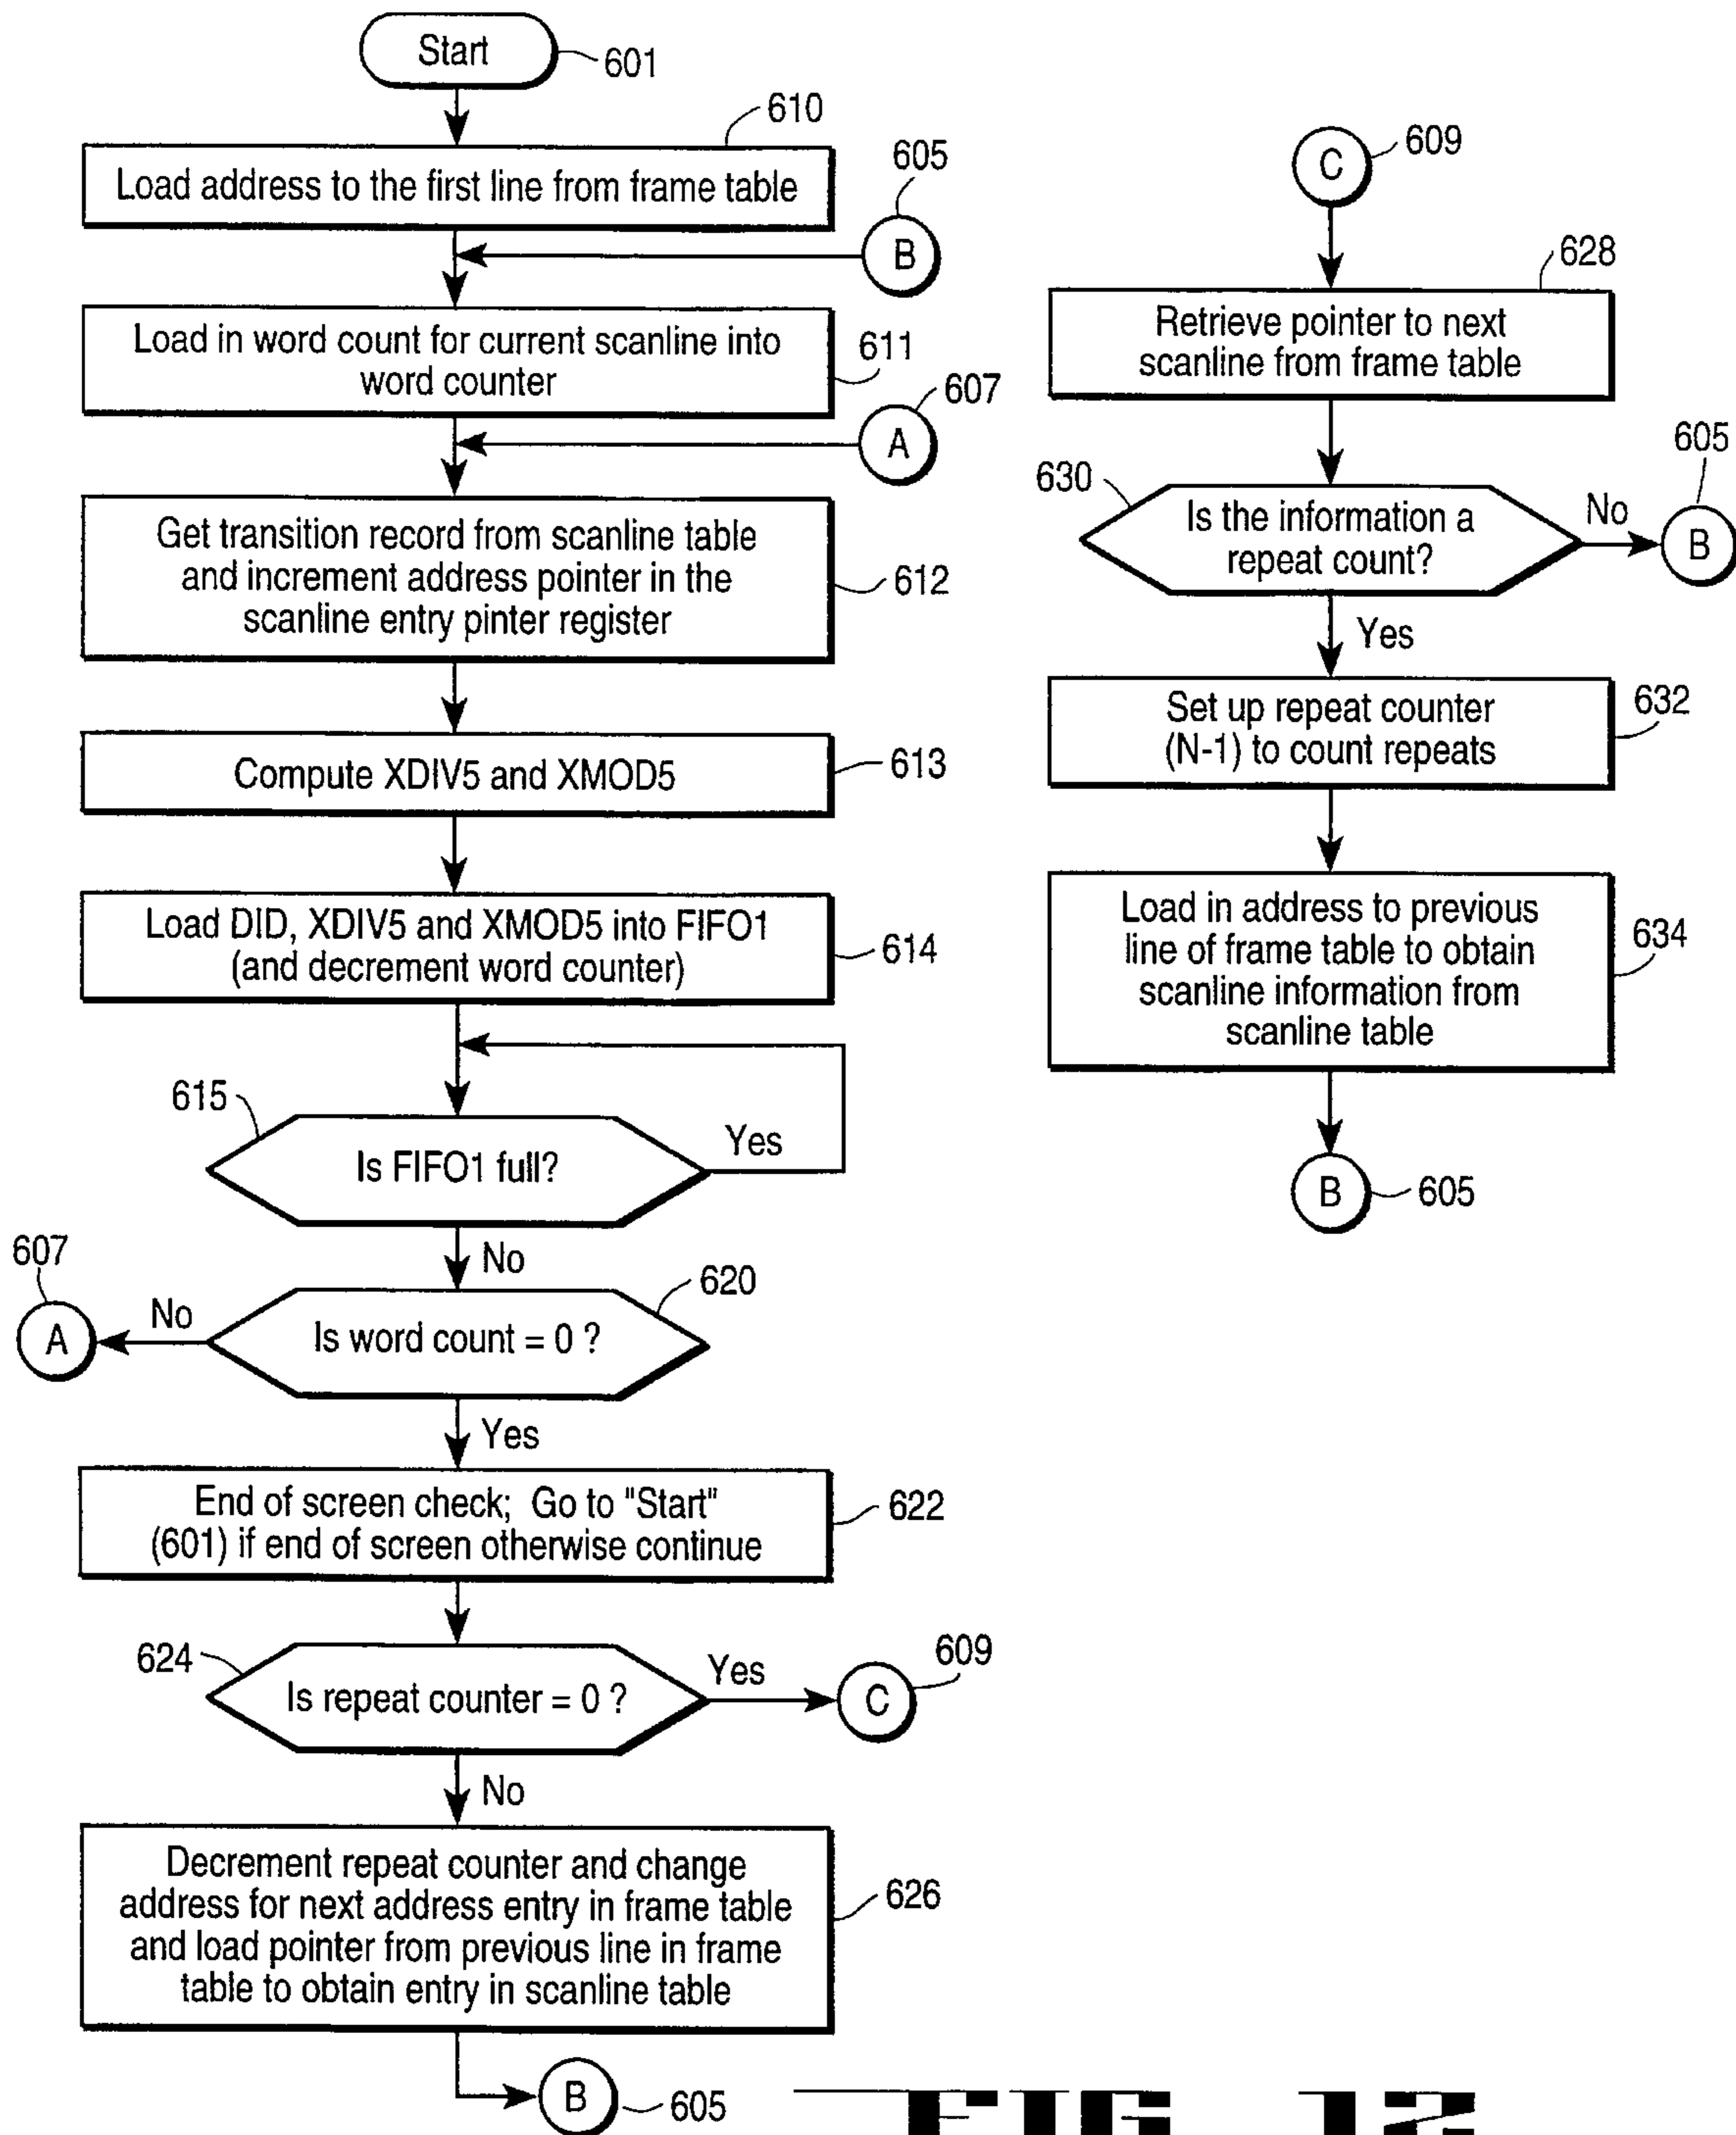 Start
601
610
Load address to the first line from frame table
605
B
Load in word count for current scanline into
word counter
611
607
A
Get transition record from scanline table
and increment address pointer in the
scanline entry pinter register
612
Compute XDIV5 and XMOD5
613
Load DID, XDIV5 and XMOD5 into FIFO1
(and decrement word counter)
614
615
Is FIFO1 full?
Yes
No
607
A
No
620
Is word count = 0 ?
Yes
End of screen check; Go to "Start"
(601) if end of screen otherwise continue
622
624
Is repeat counter = 0 ?
Yes
609
C
No
Decrement repeat counter and change
address for next address entry in frame table
and load pointer from previous line in frame
table to obtain entry in scanline table
626
B
605
C
609
628
Retrieve pointer to next
scanline from frame table
630
Is the information a
repeat count?
No
605
B
Yes
Set up repeat counter
(N-1) to count repeats
632
Load in address to previous
line of frame table to obtain
scanline information from
scanline table
634
B
605
FIG 12